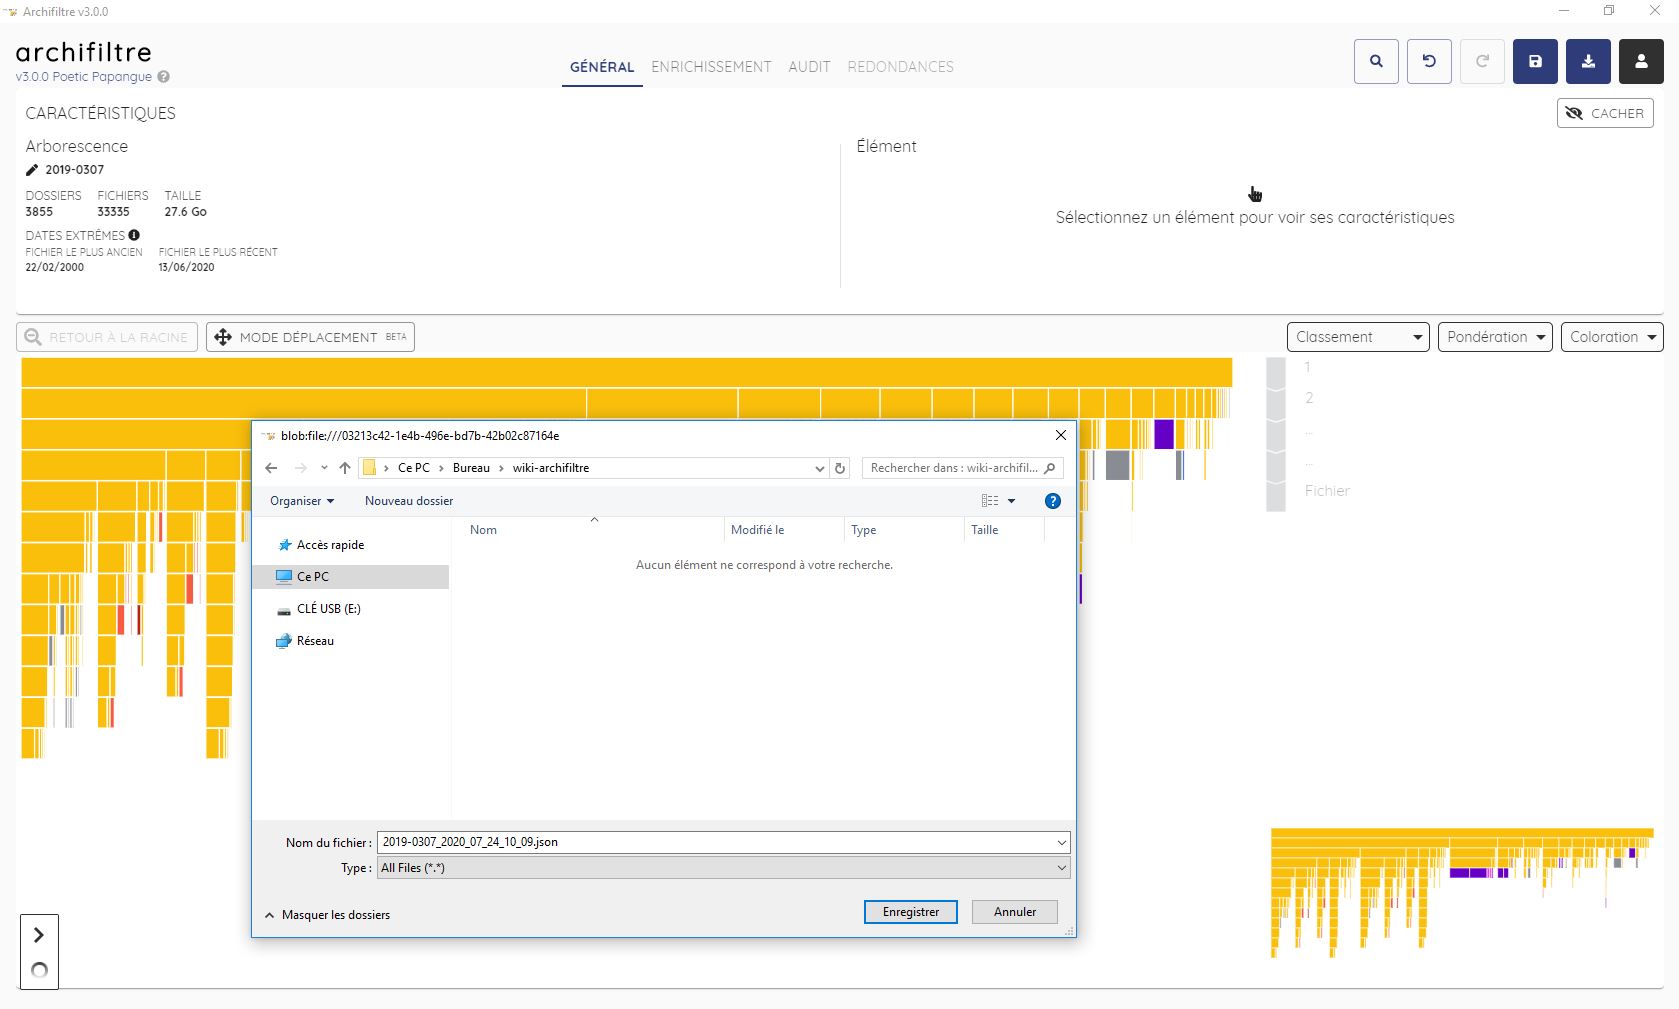 Archifiltre v3.0.0
archifiltre
v3.0.0 Poetic Papangue ?
GÉNÉRAL ENRICHISSEMENT AUDIT REDONDANCES
CARACTÉRISTIQUES
CACHER
Arborescence
2019-0307
DOSSIERS FICHIERS TAILLE
3855 33335 27.6 Go
DATES EXTRÊMES
FICHIER LE PLUS ANCIEN FICHIER LE PLUS RÉCENT
22/02/2000 13/06/2020
Élément
Sélectionnez un élément pour voir ses caractéristiques
RETOUR À LA RACINE MODE DÉPLACEMENT BETA
Classement Pondération Coloration
1
2
...
...
Fichier
blob:file:///03213c42-1e4b-496e-bd7b-42b02c87164e
Ce PC > Bureau > wiki-archifiltre
Rechercher dans : wiki-archifil...
Organiser Nouveau dossier ?
Nom Modifié le Type Taille
Aucun élément ne correspond à votre recherche.
Accès rapide
Ce PC
CLÉ USB (E:)
Réseau
Nom du fichier : 2019-0307_2020_07_24_10_09.json
Type : All Files (*.*)
Masquer les dossiers
Enregistrer Annuler